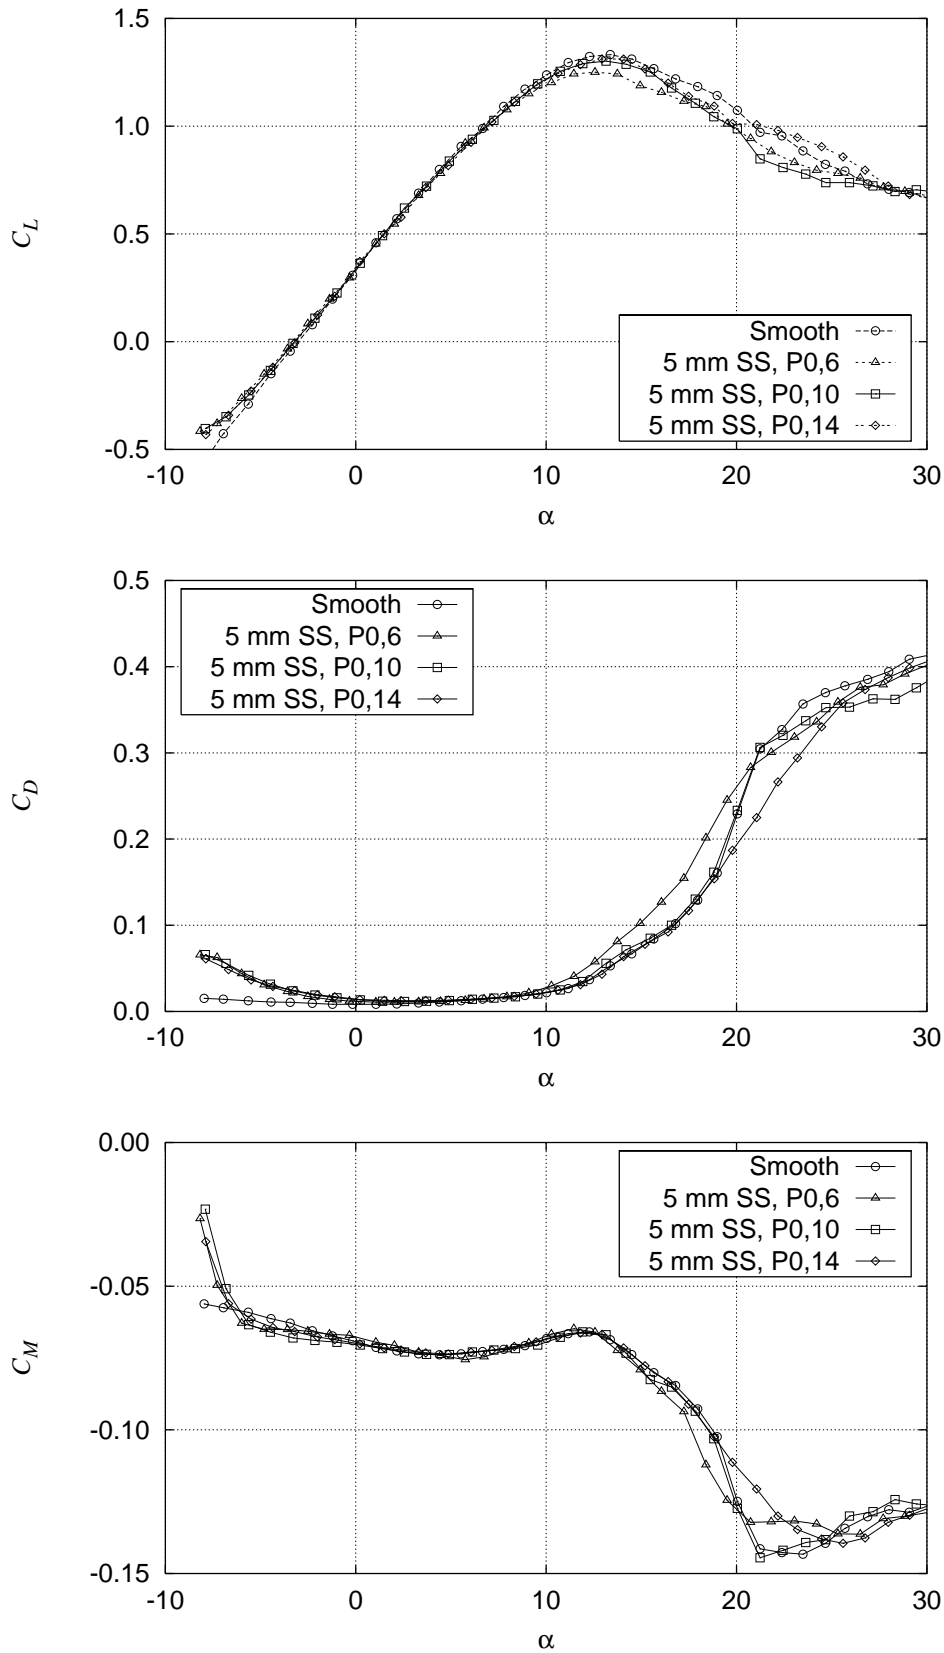 1.5
1.0
0.5
0.0
-0.5
C_L
-10 0 10 20 30
α
Smooth
5 mm SS, P0,6
5 mm SS, P0,10
5 mm SS, P0,14
0.5
0.4
0.3
0.2
0.1
0.0
C_D
-10 0 10 20 30
α
Smooth
5 mm SS, P0,6
5 mm SS, P0,10
5 mm SS, P0,14
0.00
-0.05
-0.10
-0.15
C_M
-10 0 10 20 30
α
Smooth
5 mm SS, P0,6
5 mm SS, P0,10
5 mm SS, P0,14